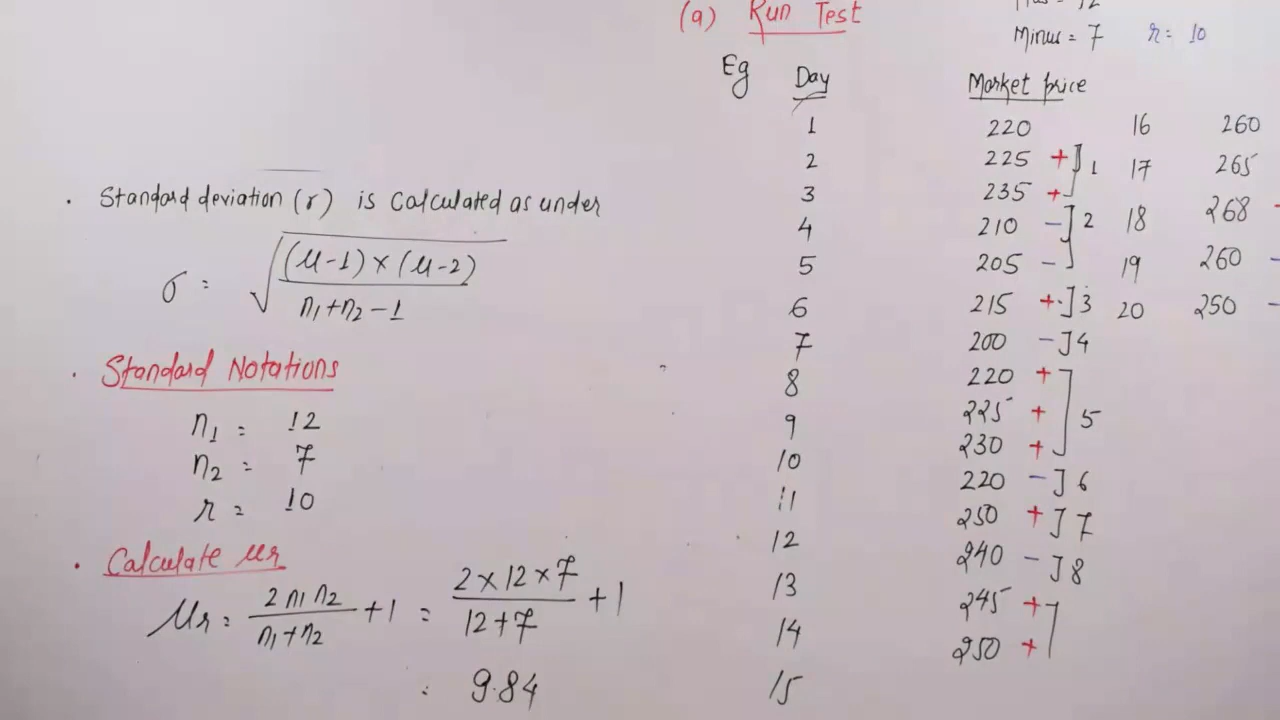 (a) Run Test
Minus = 7 r = 10
Eg Day Market price
1 220 16 260
2 225 + ] 1 17 265
3 235 +
4 210 - ] 2 18 268 +
5 205 - 19 260 -
6 215 + ] 3 20 250 -
7 200 - ] 4
8 220 +
9 225 + ] 5
10 230 +
11 220 - ] 6
12 250 + ] 7
13 240 - ] 8
14 245 + ]
15 250 +
. Standard deviation (r) is calculated as under
σ = √ (μ-1) × (μ-2) / n₁+n₂-1
. Standard Notations
n₁ = 12
n₂ = 7
r = 10
. Calculate μr
μr = 2 n₁ n₂ / n₁+n₂ + 1 = 2 × 12 × 7 / 12+7 + 1
= 9.84